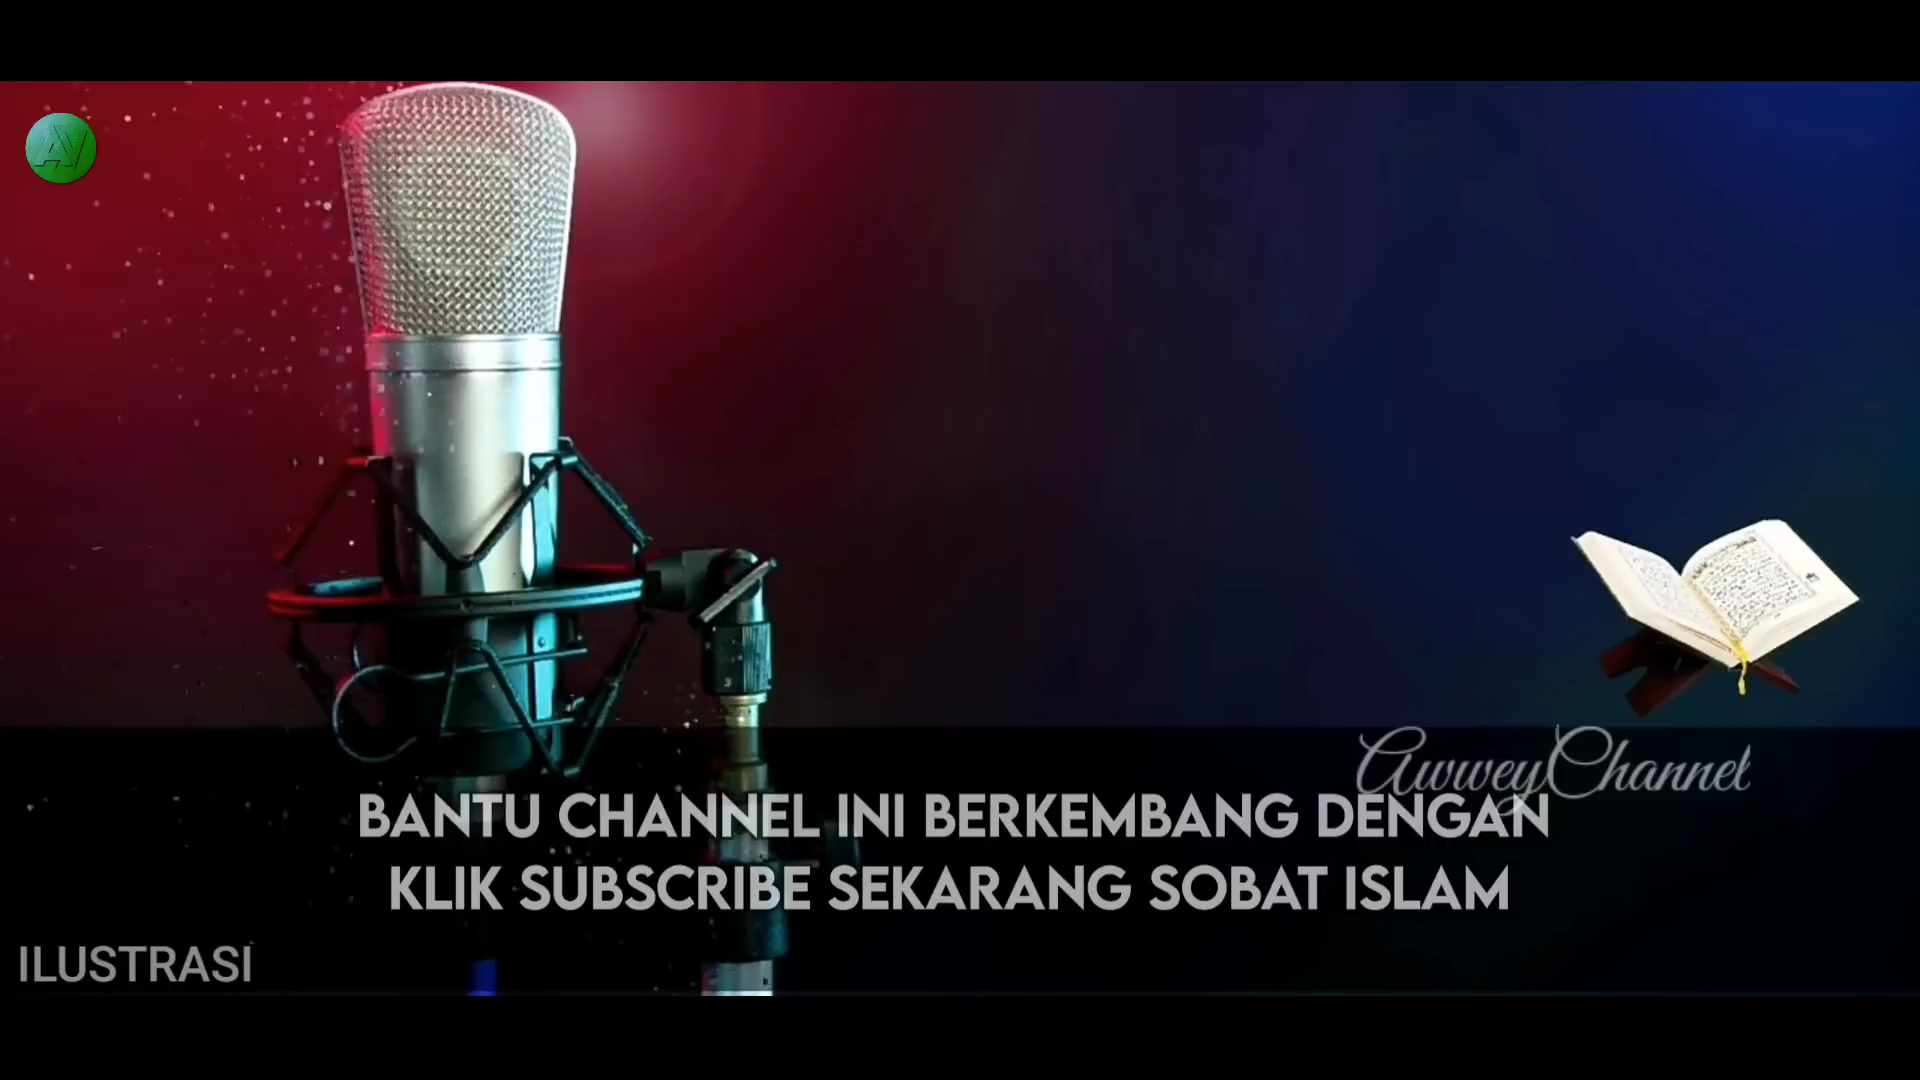 AwweyChannel
BANTU CHANNEL INI BERKEMBANG DENGAN
KLIK SUBSCRIBE SEKARANG SOBAT ISLAM
ILUSTRASI